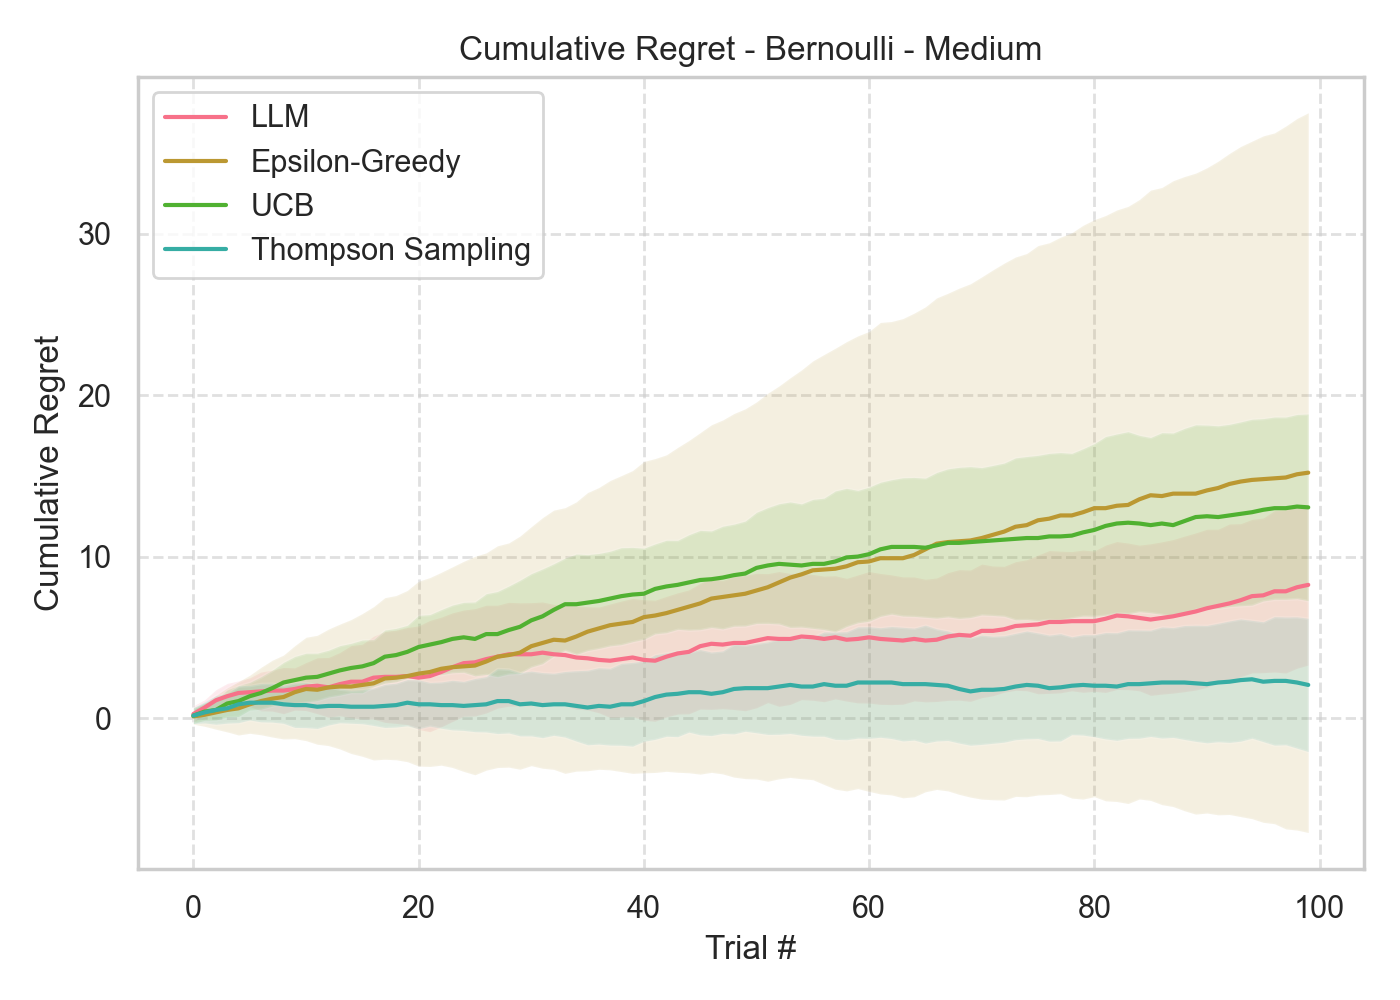 Cumulative Regret - Bernoulli - Medium
LLM
Epsilon-Greedy
UCB
Thompson Sampling
30
20
10
0
Cumulative Regret
0 20 40 60 80 100
Trial #